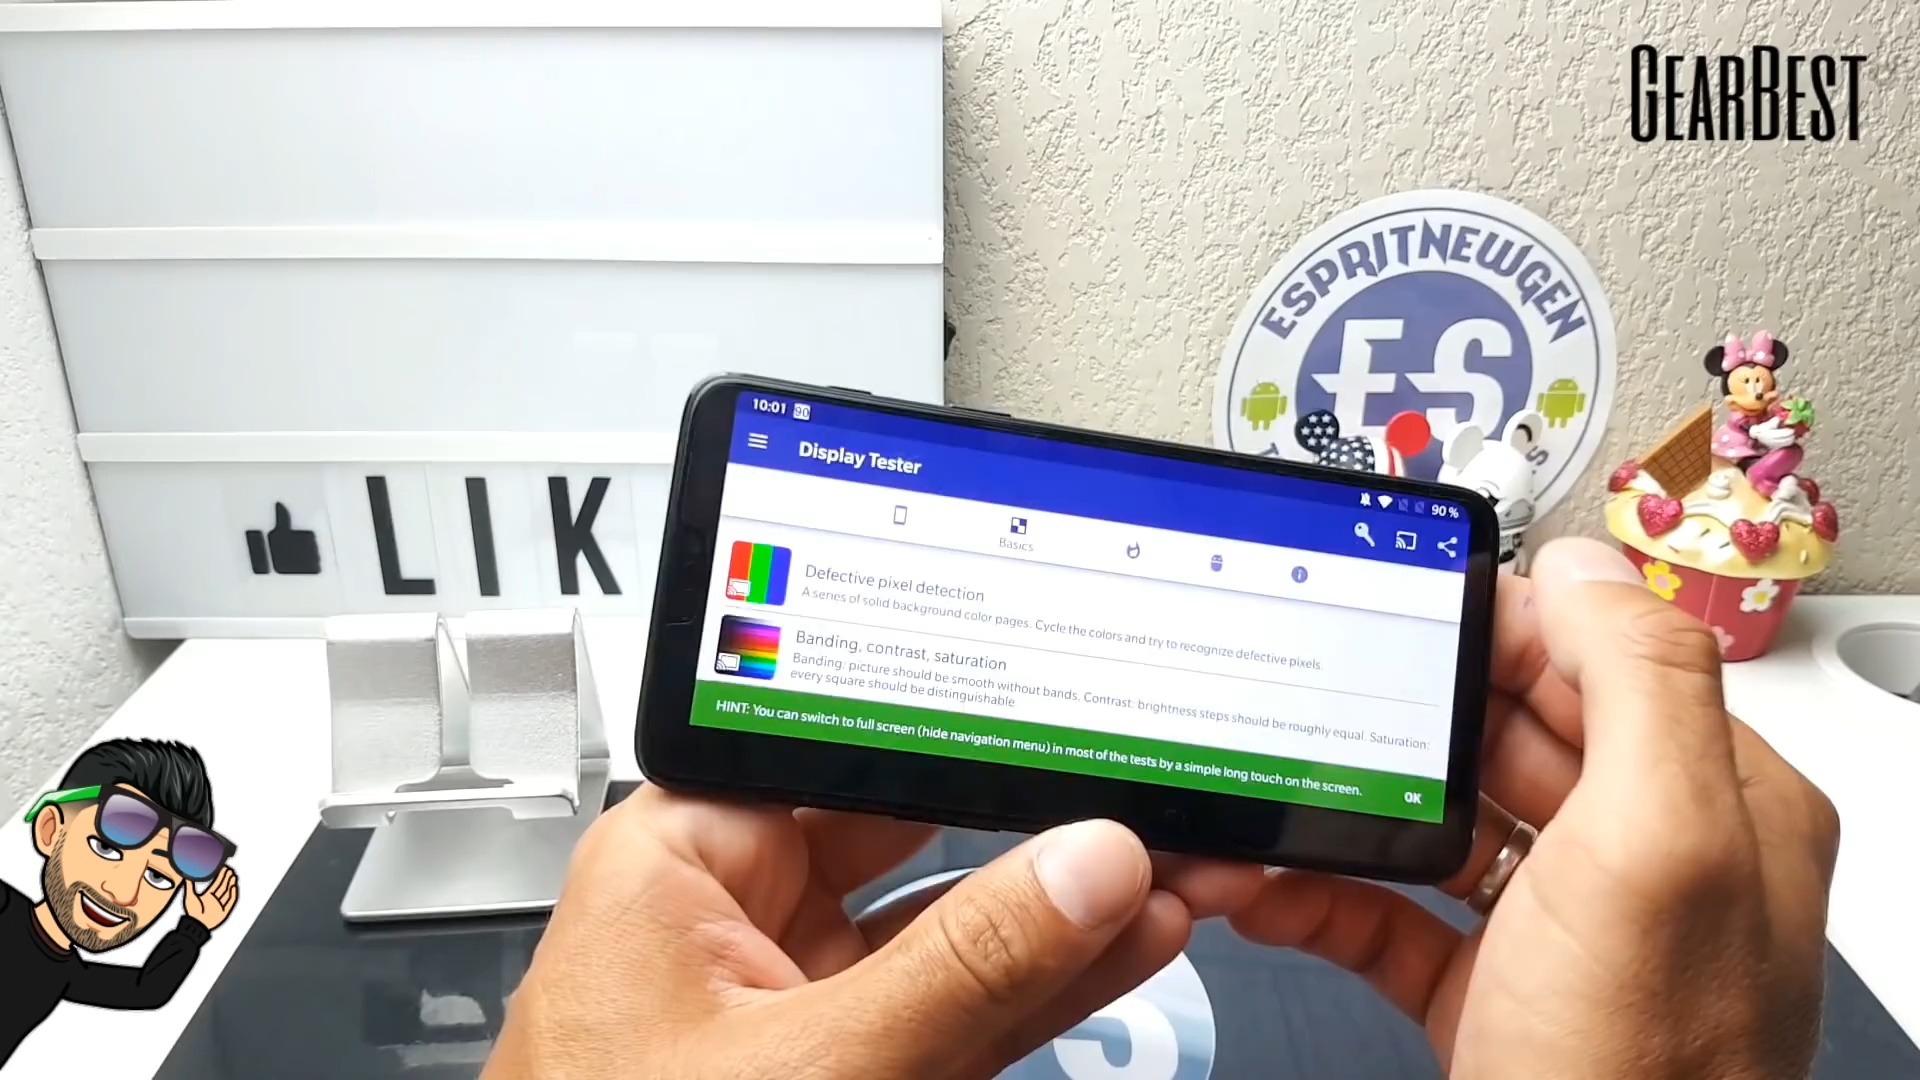 GEARBEST
ESPRITNEWGEN
ES
LIK
10:01 90
90 %
Display Tester
Basics
Defective pixel detection
A series of solid background color pages. Cycle the colors and try to recognize defective pixels.
Banding, contrast, saturation
Banding: picture should be smooth without bands. Contrast: brightness steps should be roughly equal. Saturation:
every square should be distinguishable
HINT: You can switch to full screen (hide navigation menu) in most of the tests by a simple long touch on the screen.
OK